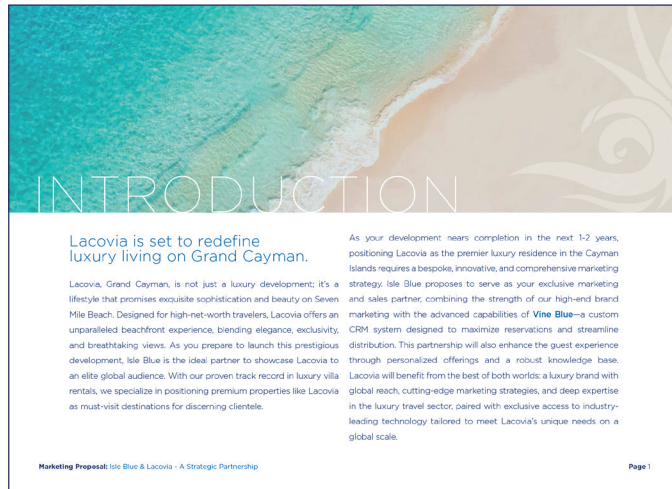 INTRODUCTION
Lacovia is set to redefine
luxury living on Grand Cayman.
Lacovia, Grand Cayman, is not just a luxury development; it's a
lifestyle that promises exquisite sophistication and beauty on Seven
Mile Beach. Designed for high-net-worth travelers, Lacovia offers an
unparalleled beachfront experience, blending elegance, exclusivity,
and breathtaking views. As you prepare to launch this prestigious
development, Isle Blue is the ideal partner to showcase Lacovia to
an elite global audience. With our proven track record in luxury villa
rentals, we specialize in positioning premium properties like Lacovia
as must-visit destinations for discerning clientele.
As your development nears completion in the next 1-2 years,
positioning Lacovia as the premier luxury residence in the Cayman
Islands requires a bespoke, innovative, and comprehensive marketing
strategy. Isle Blue proposes to serve as your exclusive marketing
and sales partner, combining the strength of our high-end brand
marketing with the advanced capabilities of Vine Blue—a custom
CRM system designed to maximize reservations and streamline
distribution. This partnership will also enhance the guest experience
through personalized offerings and a robust knowledge base.
Lacovia will benefit from the best of both worlds: a luxury brand with
global reach, cutting-edge marketing strategies, and deep expertise
in the luxury travel sector, paired with exclusive access to industry-
leading technology tailored to meet Lacovia's unique needs on a
global scale.
Marketing Proposal: Isle Blue & Lacovia - A Strategic Partnership
Page 1